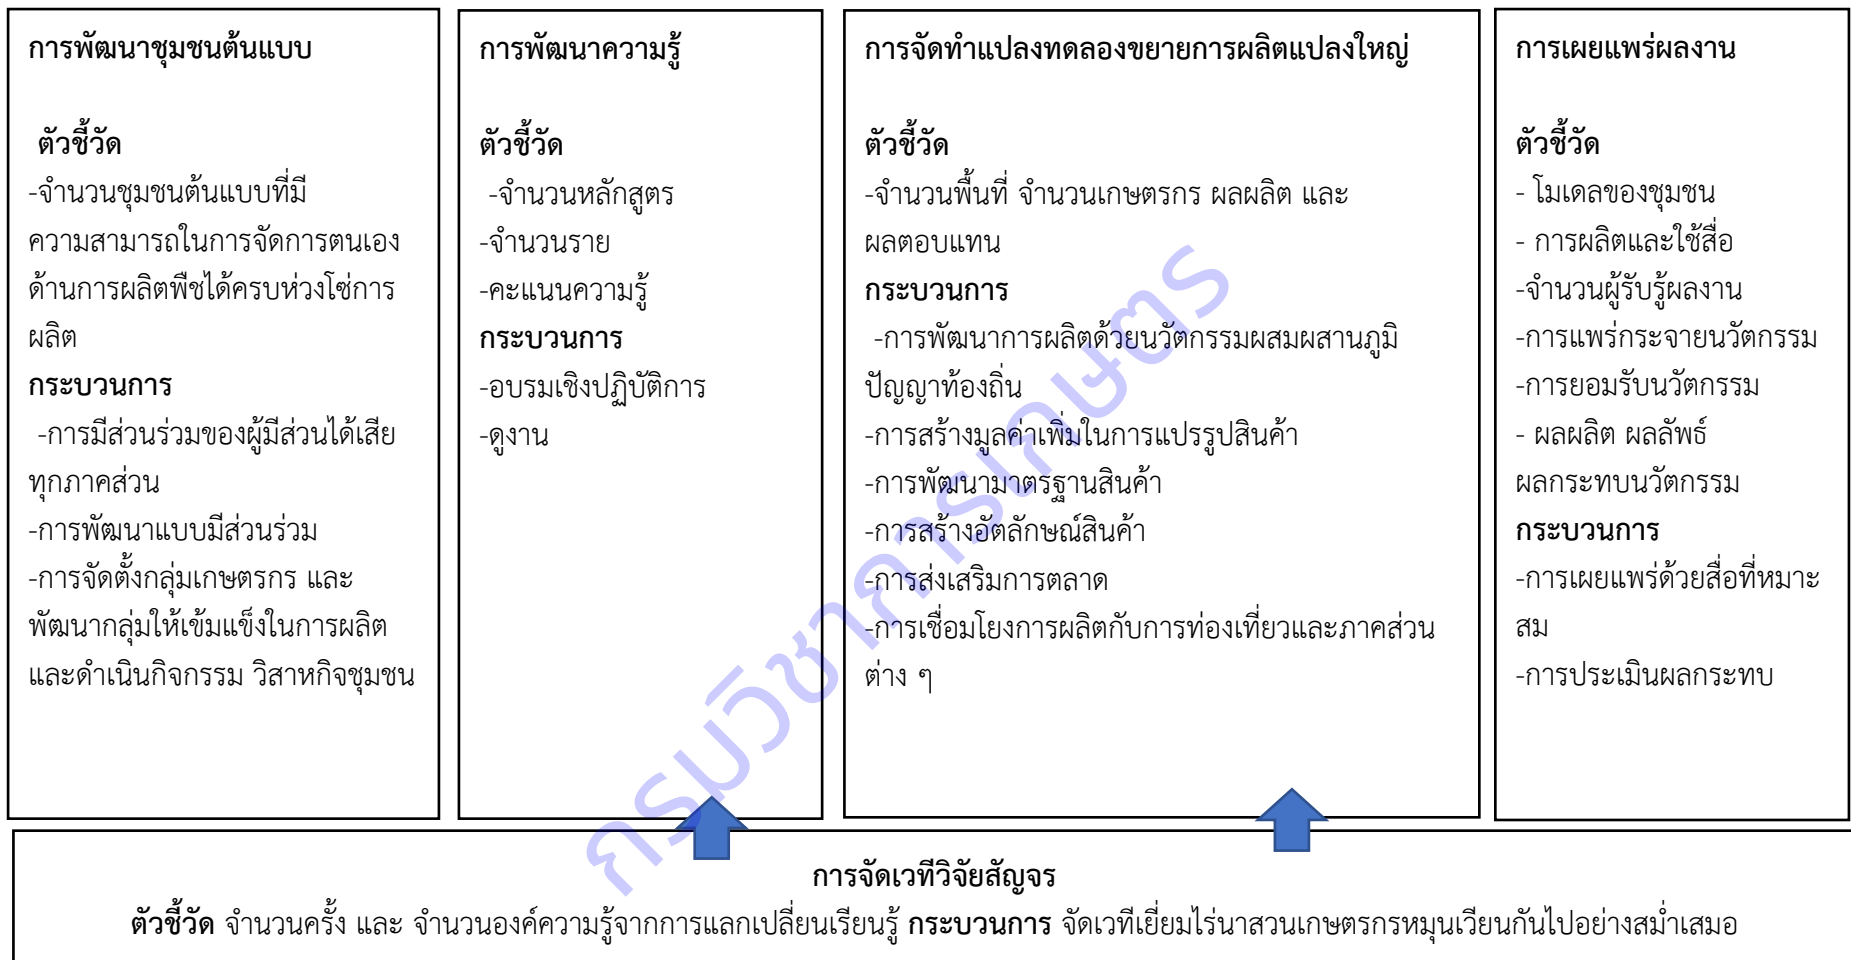 การพัฒนาชุมชนต้นแบบ
ตัวชี้วัด
-จำนวนชุมชนต้นแบบที่มี
ความสามารถในการจัดการตนเอง
ด้านการผลิตพืชได้ครบห่วงโซ่การ
ผลิต
กระบวนการ
-การมีส่วนร่วมของผู้มีส่วนได้เสีย
ทุกภาคส่วน
-การพัฒนาแบบมีส่วนร่วม
-การจัดตั้งกลุ่มเกษตรกร และ
พัฒนากลุ่มให้เข้มแข็งในการผลิต
และดำเนินกิจกรรม วิสาหกิจชุมชน
การพัฒนาความรู้
ตัวชี้วัด
-จำนวนหลักสูตร
-จำนวนราย
-คะแนนความรู้
กระบวนการ
-อบรมเชิงปฏิบัติการ
-ดูงาน
การจัดทำแปลงทดลองขยายการผลิตแปลงใหญ่
ตัวชี้วัด
-จำนวนพื้นที่ จำนวนเกษตรกร ผลผลิต และ
ผลตอบแทน
กระบวนการ
-การพัฒนาการผลิตด้วยนวัตกรรมผสมผสานภูมิ
ปัญญาท้องถิ่น
-การสร้างมูลค่าเพิ่มในการแปรรูปสินค้า
-การพัฒนามาตรฐานสินค้า
-การสร้างอัตลักษณ์สินค้า
-การส่งเสริมการตลาด
-การเชื่อมโยงการผลิตกับการท่องเที่ยวและภาคส่วน
ต่าง ๆ
การเผยแพร่ผลงาน
ตัวชี้วัด
- โมเดลของชุมชน
- การผลิตและใช้สื่อ
-จำนวนผู้รับรู้ผลงาน
-การแพร่กระจายนวัตกรรม
-การยอมรับนวัตกรรม
- ผลผลิต ผลลัพธ์
ผลกระทบนวัตกรรม
กระบวนการ
-การเผยแพร่ด้วยสื่อที่หมาะ
สม
-การประเมินผลกระทบ
การจัดเวทีวิจัยสัญจร
ตัวชี้วัด จำนวนครั้ง และ จำนวนองค์ความรู้จากการแลกเปลี่ยนเรียนรู้ กระบวนการ จัดเวทีเยี่ยมไร่นาสวนเกษตรกรหมุนเวียนกันไปอย่างสม่ำเสมอ
กรมวิชาการเกษตร